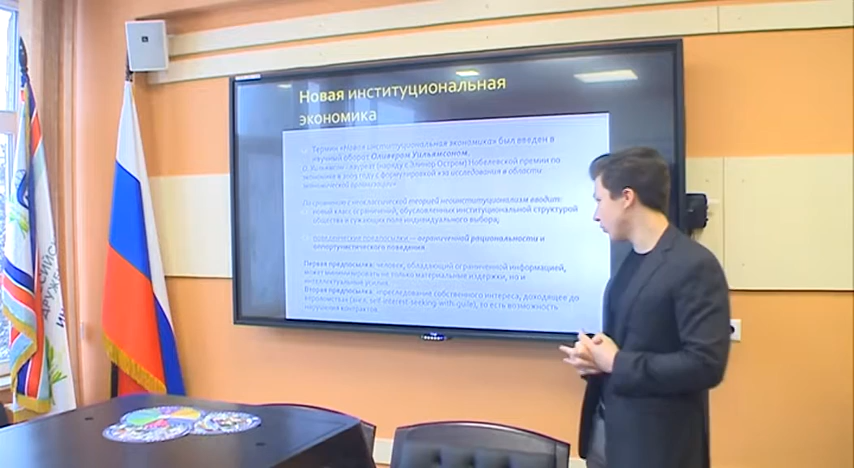 Новая институциональная
экономика
Термин «Новая институциональная экономика» был введен в
научный оборот Оливером Уильямсоном.
О. Уильямсон – лауреат (наряду с Элинор Остром) Нобелевской премии по
экономике в 2009 году с формулировкой «за исследования в области
экономической организации».
По сравнению с неоклассической теорией неоинституционализм вводит:
новый класс ограничений, обусловленных институциональной структурой
общества и сужающих поле индивидуального выбора;
поведенческие предпосылки — ограниченной рациональности и
оппортунистического поведения.
Первая предпосылка: человек, обладающий ограниченной информацией,
может минимизировать не только материальные издержки, но и
интеллектуальные усилия.
Вторая предпосылка: «преследование собственного интереса, доходящее до
вероломства» (англ. self-interest-seeking-with-guile), то есть возможность
нарушения контрактов.